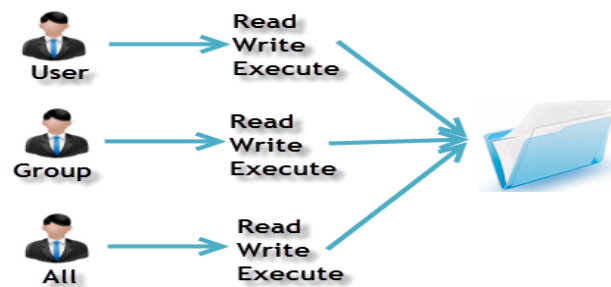 Read
Write
Execute
User
Read
Write
Execute
Group
Read
Write
Execute
All